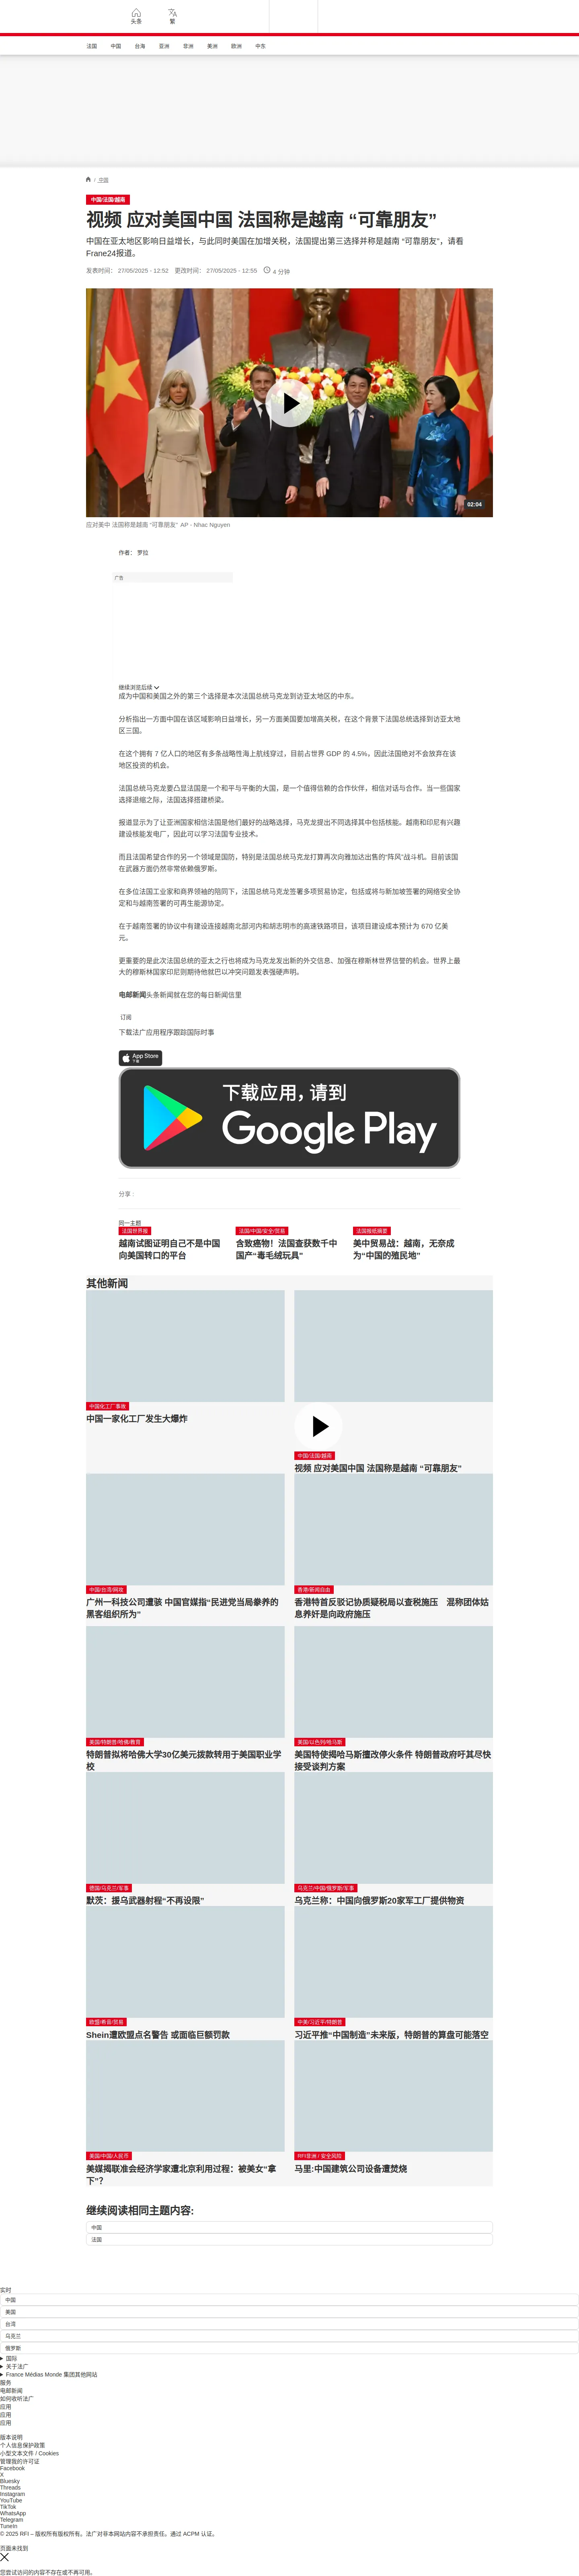 头条
繁
法国
中国
台海
亚洲
非洲
美洲
欧洲
中东
/ 中国
中国/法国/越南
视频 应对美国中国 法国称是越南 “可靠朋友”
中国在亚太地区影响日益增长，与此同时美国在加增关税，法国提出第三选择并称是越南 “可靠朋友”，请看
Frane24报道。
发表时间： 27/05/2025 - 12:52 更改时间： 27/05/2025 - 12:55 4 分钟
02:04
应对美中 法国称是越南 “可靠朋友” AP - Nhac Nguyen
作者： 罗拉
广告
继续浏览后续
成为中国和美国之外的第三个选择是本次法国总统马克龙到访亚太地区的中东。
分析指出一方面中国在该区域影响日益增长，另一方面美国要加增高关税，在这个背景下法国总统选择到访亚太地
区三国。
在这个拥有 7 亿人口的地区有多条战略性海上航线穿过，目前占世界 GDP 的 4.5%，因此法国绝对不会放弃在该
地区投资的机会。
法国总统马克龙要凸显法国是一个和平与平衡的大国，是一个值得信赖的合作伙伴，相信对话与合作。当一些国家
选择退缩之际，法国选择搭建桥梁。
报道显示为了让亚洲国家相信法国是他们最好的战略选择，马克龙提出不同选择其中包括核能。越南和印尼有兴趣
建设核能发电厂，因此可以学习法国专业技术。
而且法国希望合作的另一个领域是国防，特别是法国总统马克龙打算再次向雅加达出售的“阵风”战斗机。目前该国
在武器方面仍然非常依赖俄罗斯。
在多位法国工业家和商界领袖的陪同下，法国总统马克龙签署多项贸易协定，包括或将与新加坡签署的网络安全协
定和与越南签署的可再生能源协定。
在于越南签署的协议中有建设连接越南北部河内和胡志明市的高速铁路项目，该项目建设成本预计为 670 亿美
元。
更重要的是此次法国总统的亚太之行也将成为马克龙发出新的外交信息、加强在穆斯林世界信誉的机会。世界上最
大的穆斯林国家印尼则期待他就巴以冲突问题发表强硬声明。
电邮新闻头条新闻就在您的每日新闻信里
订阅
下载法广应用程序跟踪国际时事
App Store
下载
下载应用，请到
Google Play
分享 :
同一主题
法国世界报
越南试图证明自己不是中国
向美国转口的平台
法国/中国/安全/贸易
含致癌物！法国查获数千中
国产“毒毛绒玩具”
法国报纸摘要
美中贸易战：越南，无奈成
为“中国的殖民地”
其他新闻
中国化工厂事故
中国一家化工厂发生大爆炸
中国/法国/越南
视频 应对美国中国 法国称是越南 “可靠朋友”
中国/台湾/网攻
广州一科技公司遭骇 中国官媒指“民进党当局豢养的
黑客组织所为”
香港/新闻自由
香港特首反驳记协质疑税局以查税施压　混称团体姑
息养奸是向政府施压
美国/特朗普/哈佛/教育
特朗普拟将哈佛大学30亿美元拨款转用于美国职业学
校
美国/以色列/哈马斯
美国特使揭哈马斯擅改停火条件 特朗普政府吁其尽快
接受谈判方案
德国/乌克兰/军事
默茨：援乌武器射程“不再设限”
乌克兰/中国/俄罗斯/军事
乌克兰称：中国向俄罗斯20家军工厂提供物资
欧盟/希音/贸易
Shein遭欧盟点名警告 或面临巨额罚款
中美/习近平/特朗普
习近平推“中国制造”未来版，特朗普的算盘可能落空
美国/中国/人民币
美媒揭联准会经济学家遭北京利用过程：被美女“拿
下”？
RFI非洲 / 安全风险
马里:中国建筑公司设备遭焚烧
继续阅读相同主题内容:
中国
法国
实时
中国
美国
台湾
乌克兰
俄罗斯
国际
关于法广
France Médias Monde 集团其他网站
服务
电邮新闻
如何收听法广
应用
应用
应用
版本说明
个人信息保护政策
小型文本文件 / Cookies
管理我的许可证
Facebook
X
Bluesky
Threads
Instagram
YouTube
TikTok
WhatsApp
Telegram
TuneIn
© 2025 RFI – 版权所有版权所有。法广对非本网站内容不承担责任。通过 ACPM 认证。
页面未找到
您尝试访问的内容不存在或不再可用。